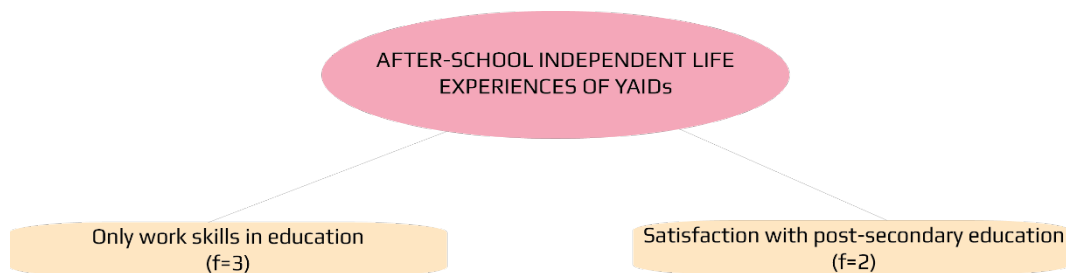 AFTER-SCHOOL INDEPENDENT LIFE
EXPERIENCES OF YAIDs
Only work skills in education
(f=3)
Satisfaction with post-secondary education
(f=2)